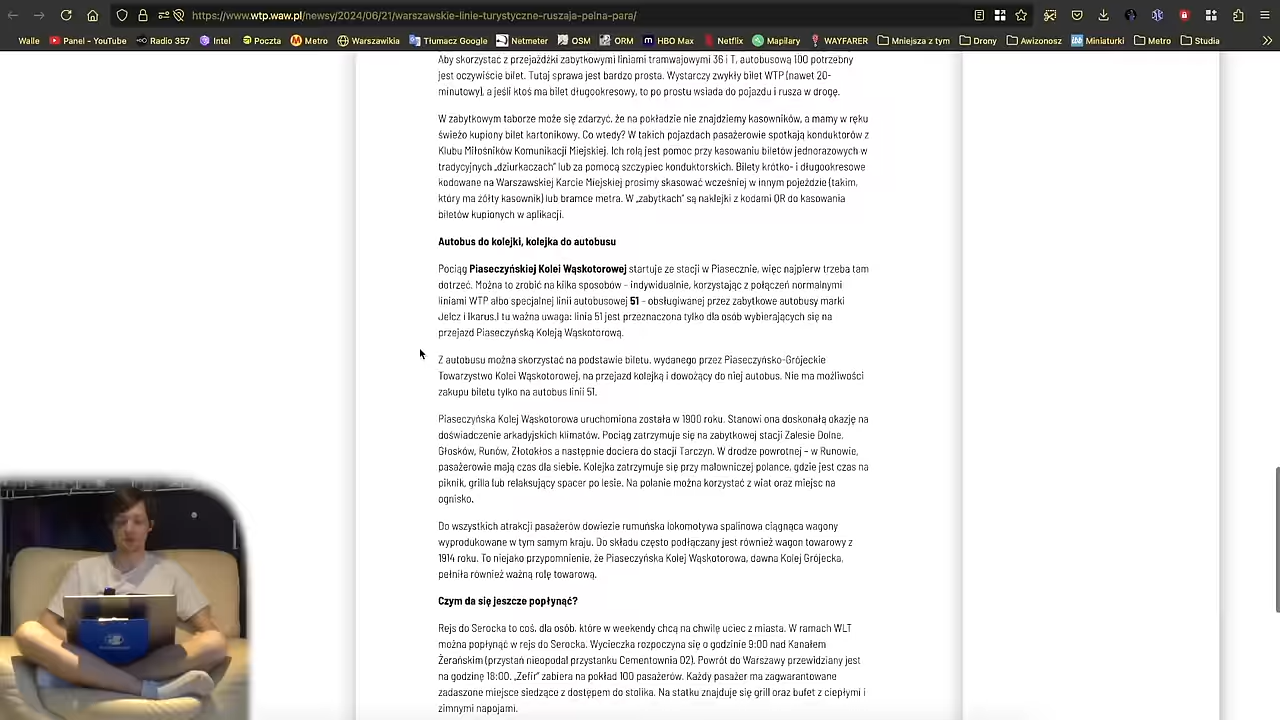 https://www.wtp.waw.pl/newsy/2024/06/21/warszawskie-linie-turystyczne-ruszaja-pelna-para/
Walle Panel - YouTube Radio 357 Intel Poczta Metro Warszawikia Tłumacz Google Netmeter OSM ORM HBO Max Netflix Mapilary WAYFARER Mniejsza z tym Drony Awizonosz Miniaturki Metro Studia
Aby skorzystać z przejażdżki zabytkowymi liniami tramwajowymi 36 i T, autobusową 100 potrzebny
jest oczywiście bilet. Tutaj sprawa jest bardzo prosta. Wystarczy zwykły bilet WTP (nawet 20-
minutowy), a jeśli ktoś ma bilet długookresowy, to po prostu wsiada do pojazdu i rusza w drogę.
W zabytkowym taborze może się zdarzyć, że na pokładzie nie znajdziemy kasowników, a mamy w ręku
świeżo kupiony bilet kartonikowy. Co wtedy? W takich pojazdach pasażerowie spotkają konduktorów z
Klubu Miłośników Komunikacji Miejskiej. Ich rolą jest pomoc przy kasowaniu biletów jednorazowych w
tradycyjnych „dziurkaczach” lub za pomocą szczypiec konduktorskich. Bilety krótko- i długookresowe
kodowane na Warszawskiej Karcie Miejskiej prosimy skasować wcześniej w innym pojeździe (takim,
który ma żółty kasownik) lub bramce metra. W „zabytkach” są naklejki z kodami QR do kasowania
biletów kupionych w aplikacji.
Autobus do kolejki, kolejka do autobusu
Pociąg Piaseczyńskiej Kolei Wąskotorowej startuje ze stacji w Piasecznie, więc najpierw trzeba tam
dotrzeć. Można to zrobić na kilka sposobów – indywidualnie, korzystając z połączeń normalnymi
liniami WTP albo specjalnej linii autobusowej 51 – obsługiwanej przez zabytkowe autobusy marki
Jelcz i Ikarus.I tu ważna uwaga: linia 51 jest przeznaczona tylko dla osób wybierających się na
przejazd Piaseczyńską Koleją Wąskotorową.
Z autobusu można skorzystać na podstawie biletu, wydanego przez Piaseczyńsko-Grójeckie
Towarzystwo Kolei Wąskotorowej, na przejazd kolejką i dowożący do niej autobus. Nie ma możliwości
zakupu biletu tylko na autobus linii 51.
Piaseczyńska Kolej Wąskotorowa uruchomiona została w 1900 roku. Stanowi ona doskonałą okazję na
doświadczenie arkadyjskich klimatów. Pociąg zatrzymuje się na zabytkowej stacji Zalesie Dolne,
Głosków, Runów, Złotokłos a następnie dociera do stacji Tarczyn. W drodze powrotnej – w Runowie,
pasażerowie mają czas dla siebie. Kolejka zatrzymuje się przy malowniczej polance, gdzie jest czas na
piknik, grilla lub relaksujący spacer po lesie. Na polanie można korzystać z wiat oraz miejsc na
ognisko.
Do wszystkich atrakcji pasażerów dowiezie rumuńska lokomotywa spalinowa ciągnąca wagony
wyprodukowane w tym samym kraju. Do składu często podłączany jest również wagon towarowy z
1914 roku. To niejako przypomnienie, że Piaseczyńska Kolej Wąskotorowa, dawna Kolej Grójecka,
pełniła również ważną rolę towarową.
Czym da się jeszcze popłynąć?
Rejs do Serocka to coś, dla osób, które w weekendy chcą na chwilę uciec z miasta. W ramach WLT
można popłynąć w rejs do Serocka. Wycieczka rozpoczyna się o godzinie 9:00 nad Kanałem
Żerańskim (przystań nieopodal przystanku Cementownia 02). Powrót do Warszawy przewidziany jest
na godzinę 18:00. „Zefir” zabiera na pokład 100 pasażerów. Każdy pasażer ma zagwarantowane
zadaszone miejsce siedzące z dostępem do stolika. Na statku znajduje się grill oraz bufet z ciepłymi i
zimnymi napojami.